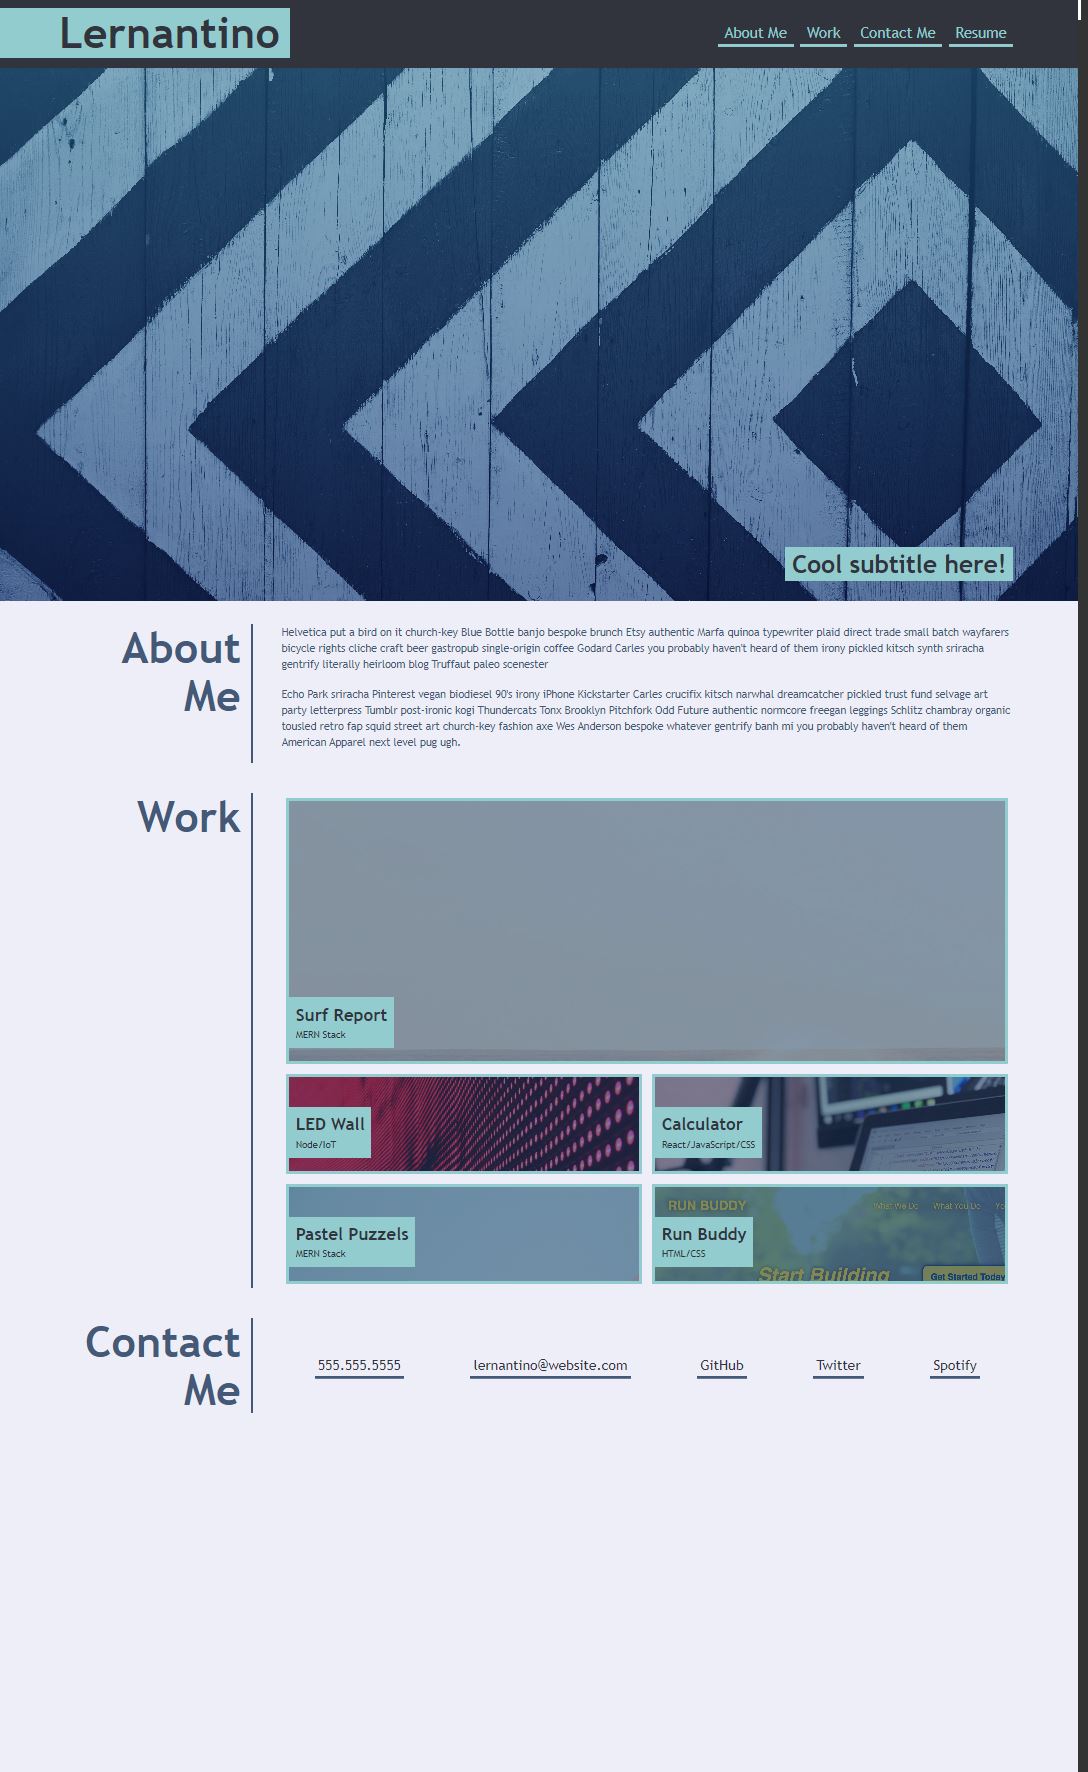 Lernantino
About Me Work Contact Me Resume
Cool subtitle here!
About
Me
Helvetica put a bird on it church-key Blue Bottle banjo bespoke brunch Etsy authentic Marfa quinoa typewriter plaid direct trade small batch wayfarers
bicycle rights cliche craft beer gastropub single-origin coffee Godard Carles you probably haven't heard of them irony pickled kitsch synth sriracha
gentrify literally heirloom blog Truffaut paleo scenester
Echo Park sriracha Pinterest vegan biodiesel 90's irony iPhone Kickstarter Carles crucifix kitsch narwhal dreamcatcher pickled trust fund selvage art
party letterpress Tumblr post-ironic kogi Thundercats Tonx Brooklyn Pitchfork Odd Future authentic normcore freegan leggings Schlitz chambray organic
tousled retro fap squid street art church-key fashion axe Wes Anderson bespoke whatever gentrify banh mi you probably haven't heard of them
American Apparel next level pug ugh.
Work
Surf Report
MERN Stack
LED Wall
Node/IoT
Calculator
React/JavaScript/CSS
Pastel Puzzels
MERN Stack
RUN BUDDY What We Do What You Do Yo
Run Buddy
HTML/CSS
Start Building
Get Started Today
Contact
Me
555.555.5555 lernantino@website.com GitHub Twitter Spotify